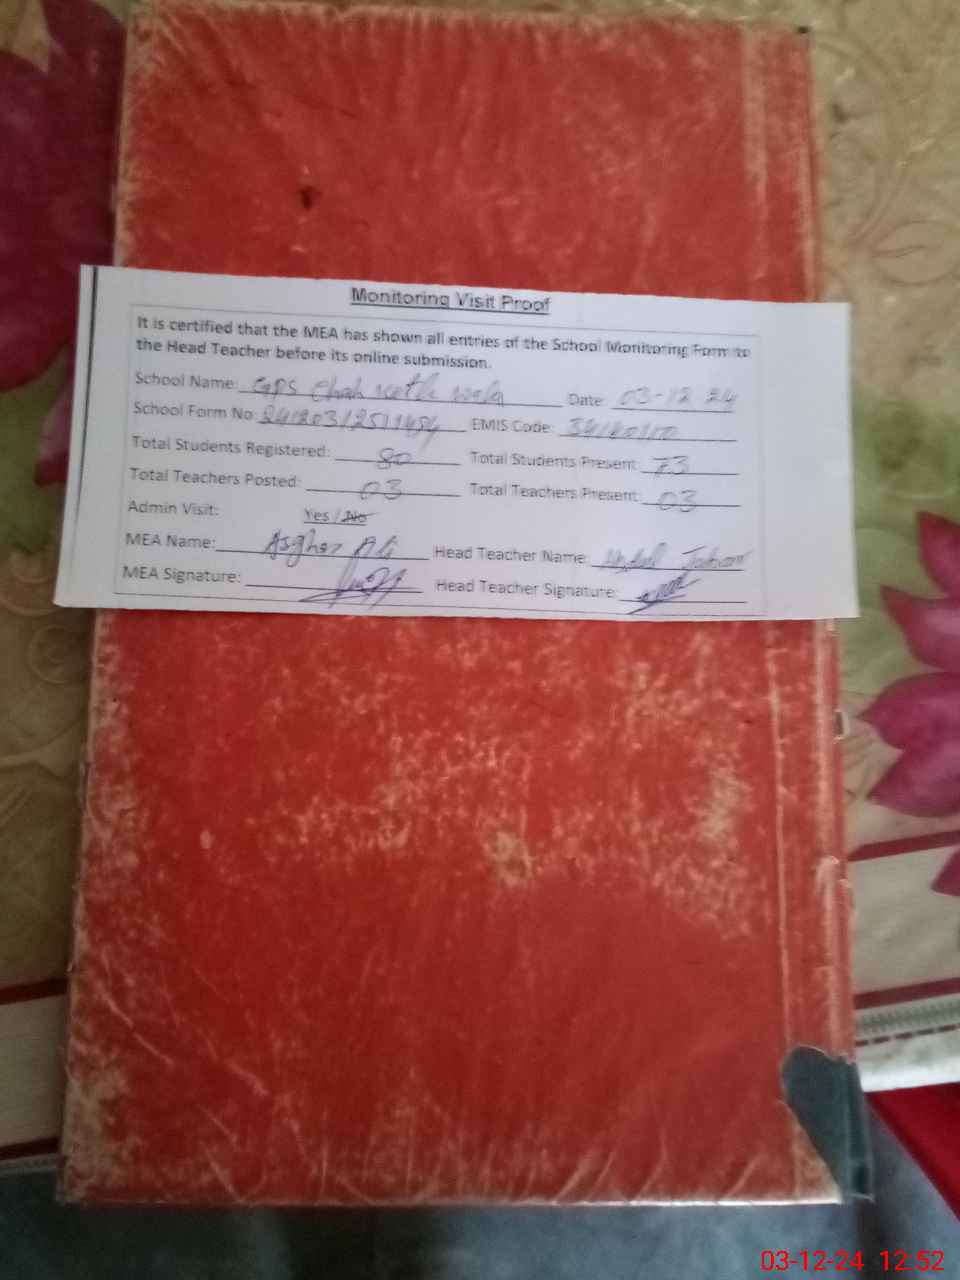 Monitoring Visit Proof
It is certified that the MEA has shown all entries of the School Monitoring Form to
the Head Teacher before its online submission.
School Name: GPS Chah Date: 03-12-24
School Form No: EMIS Code:
Total Students Registered: 80 Total Students Present: 73
Total Teachers Posted: 03 Total Teachers Present: 03
Admin Visit: Yes / No
MEA Name: Asghar Ali Head Teacher Name:
MEA Signature: Head Teacher Signature:
03-12-24 12:52